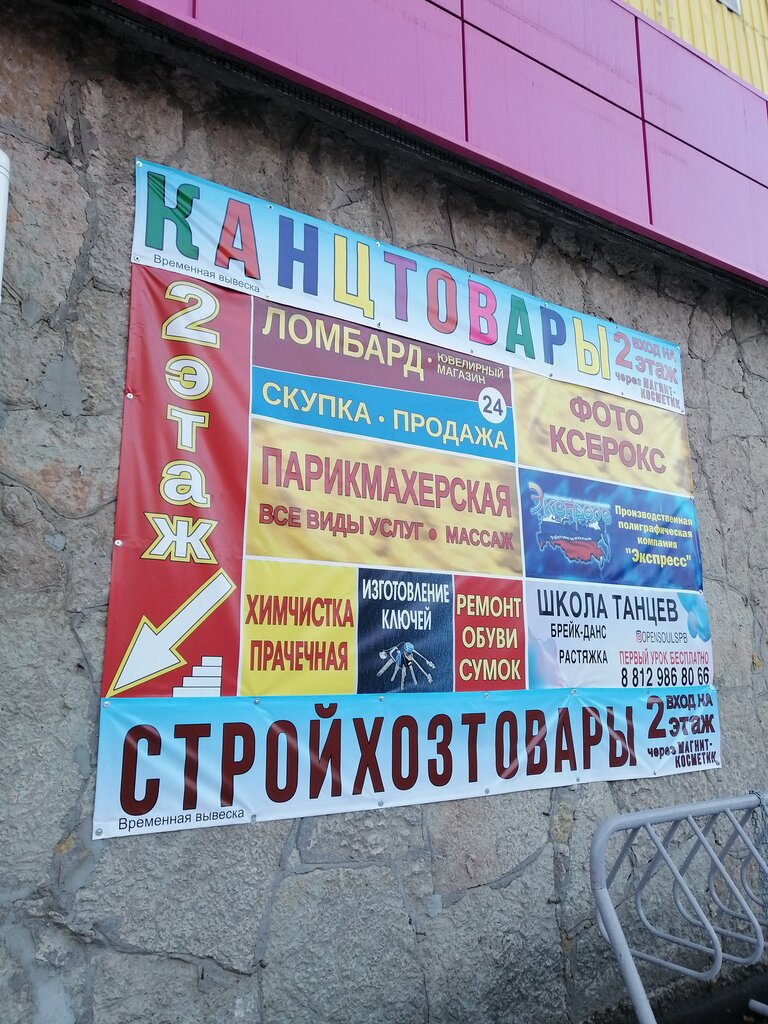 КАНЦТОВАРЫ
Временная вывеска
2 ВХОД НА
этаж
через МАГНИТ-
КОСМЕТИК
2 этаж
ЛОМБАРД • ЮВЕЛИРНЫЙ
МАГАЗИН
24
СКУПКА • ПРОДАЖА
ФОТО
КСЕРОКС
ПАРИКМАХЕРСКАЯ
ВСЕ ВИДЫ УСЛУГ • МАССАЖ
Экспресс
Производственная
полиграфическая
компания
"Экспресс"
ХИМЧИСТКА
ПРАЧЕЧНАЯ
ИЗГОТОВЛЕНИЕ
КЛЮЧЕЙ
РЕМОНТ
ОБУВИ
СУМОК
ШКОЛА ТАНЦЕВ
БРЕЙК-ДАНС
@OPENSOULSPB
РАСТЯЖКА
ПЕРВЫЙ УРОК БЕСПЛАТНО
8 812 986 80 66
СТРОЙХОЗТОВАРЫ
Временная вывеска
2 ВХОД НА
этаж
через МАГНИТ-
КОСМЕТИК